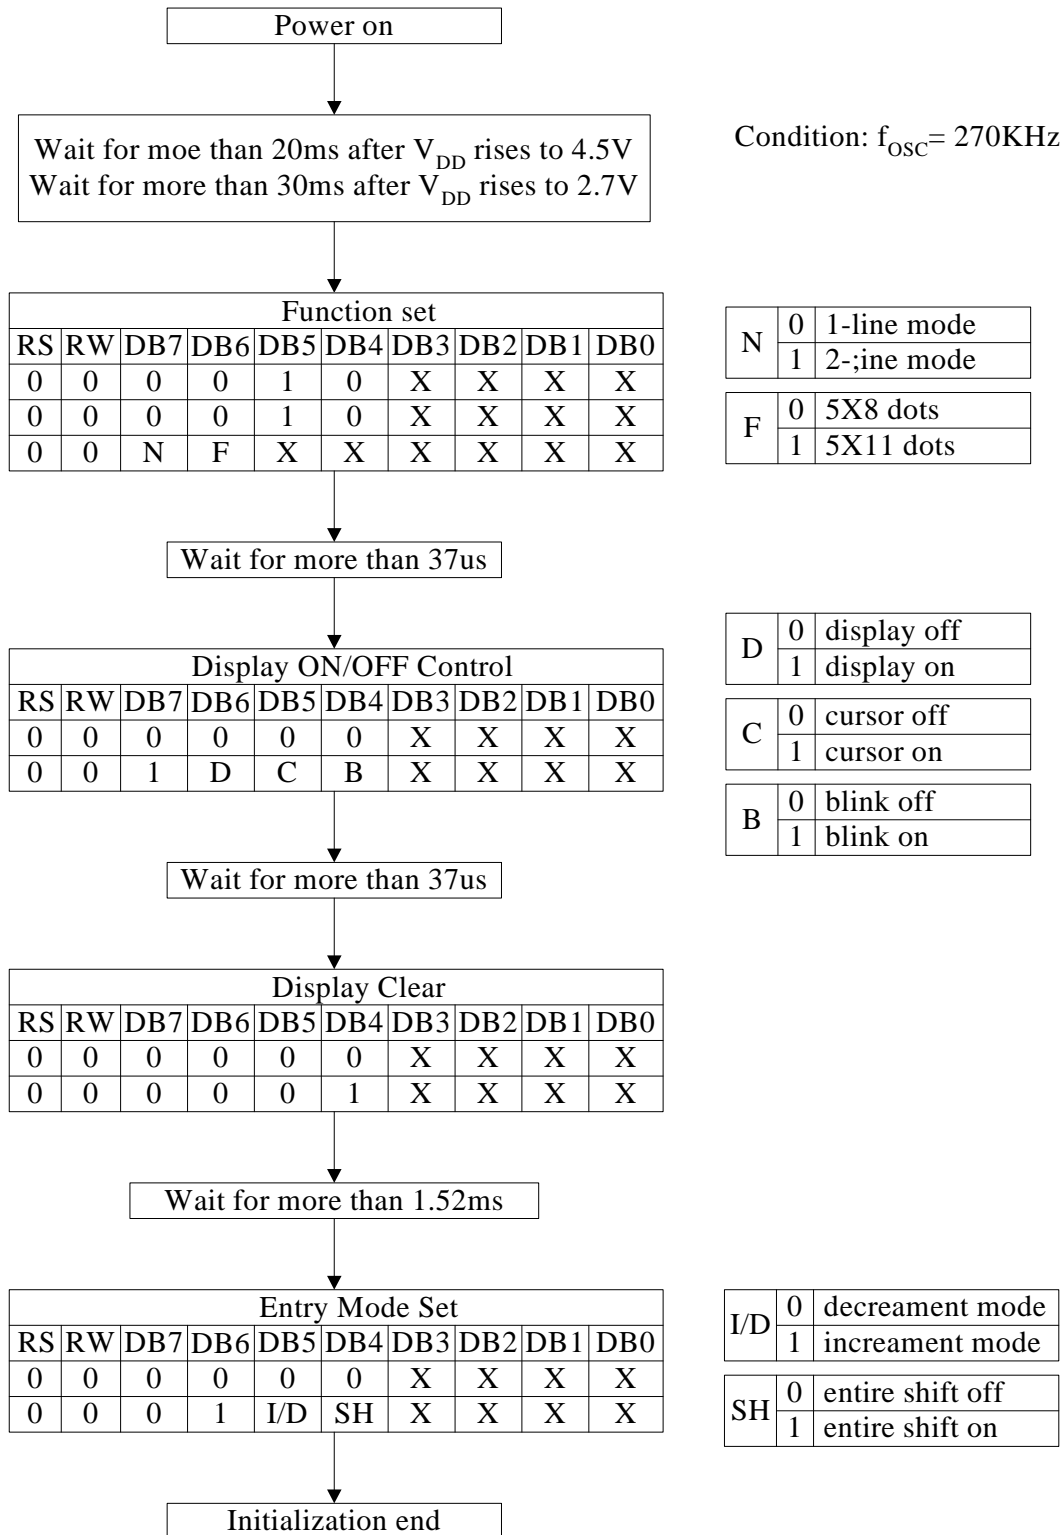 Power on
Wait for moe than 20ms after VDD rises to 4.5V
Wait for more than 30ms after VDD rises to 2.7V
Condition: fOSC= 270KHz
Function set
RS RW DB7 DB6 DB5 DB4 DB3 DB2 DB1 DB0
0 0 0 0 1 0 X X X X
0 0 0 0 1 0 X X X X
0 0 N F X X X X X X
N 0 1-line mode
1 2-;ine mode
F 0 5X8 dots
1 5X11 dots
Wait for more than 37us
Display ON/OFF Control
RS RW DB7 DB6 DB5 DB4 DB3 DB2 DB1 DB0
0 0 0 0 0 0 X X X X
0 0 1 D C B X X X X
D 0 display off
1 display on
C 0 cursor off
1 cursor on
B 0 blink off
1 blink on
Wait for more than 37us
Display Clear
RS RW DB7 DB6 DB5 DB4 DB3 DB2 DB1 DB0
0 0 0 0 0 0 X X X X
0 0 0 0 0 1 X X X X
Wait for more than 1.52ms
Entry Mode Set
RS RW DB7 DB6 DB5 DB4 DB3 DB2 DB1 DB0
0 0 0 0 0 0 X X X X
0 0 0 1 I/D SH X X X X
I/D 0 decreament mode
1 increament mode
SH 0 entire shift off
1 entire shift on
Initialization end